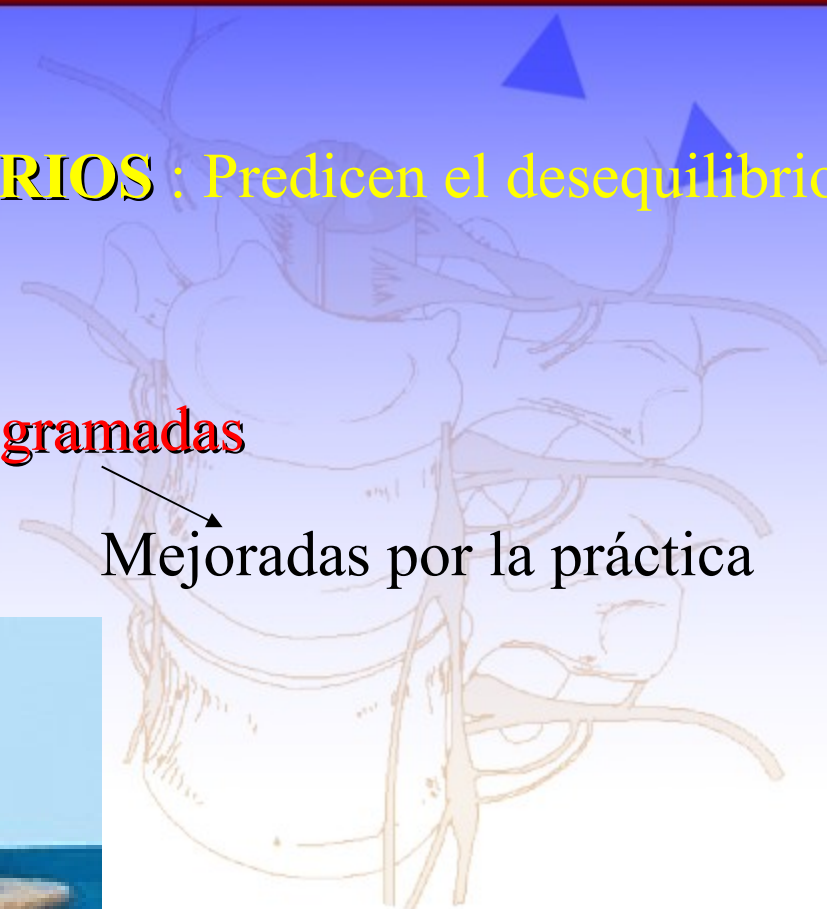 RIOS : Predicen el desequilibrio
gramadas
Mejoradas por la práctica